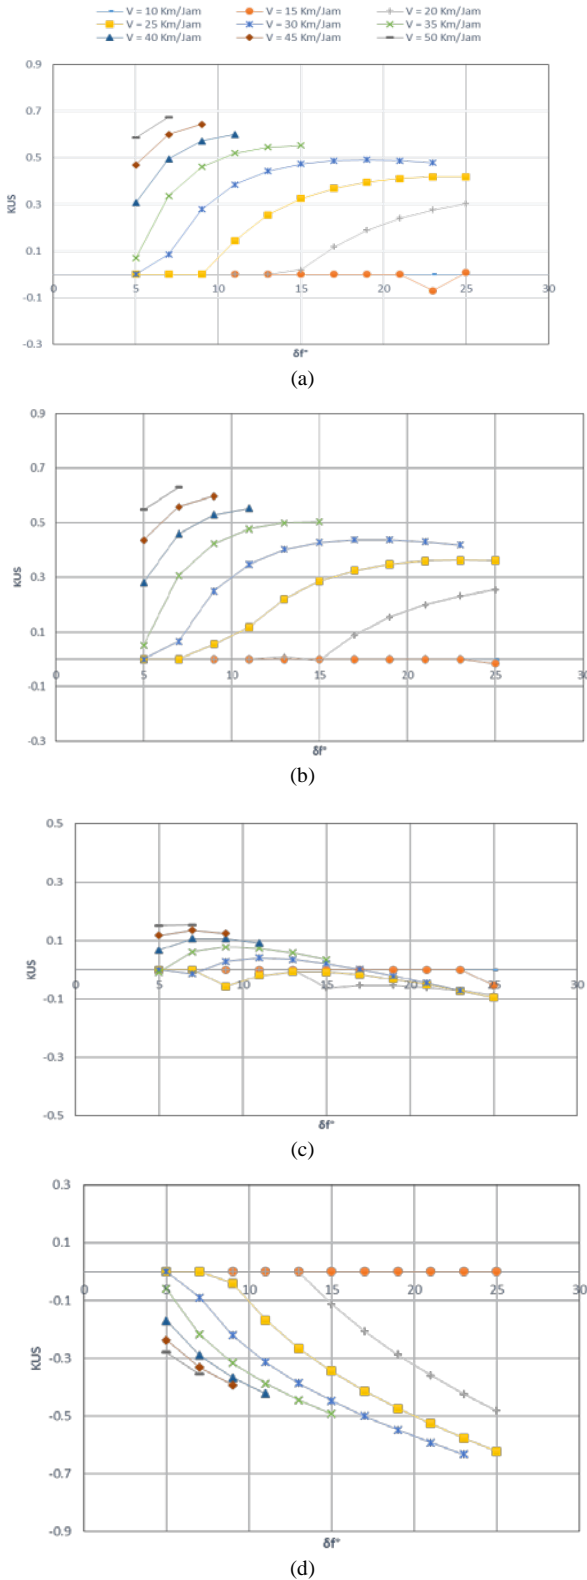 V = 10 Km/Jam V = 15 Km/Jam V = 20 Km/Jam
V = 25 Km/Jam V = 30 Km/Jam V = 35 Km/Jam
V = 40 Km/Jam V = 45 Km/Jam V = 50 Km/Jam
0.9
0.7
0.5
0.3
0.1
-0.1
-0.3
KUS
0 5 10 15 20 25 30
δf°
(a)
0.9
0.7
0.5
0.3
0.1
-0.1
-0.3
KUS
0 5 10 15 20 25 30
δf°
(b)
0.5
0.3
0.1
-0.1
-0.3
-0.5
KUS
0 5 10 15 20 25 30
δf°
(c)
0.3
0.1
-0.1
-0.3
-0.5
-0.7
-0.9
KUS
0 5 10 15 20 25 30
δf°
(d)